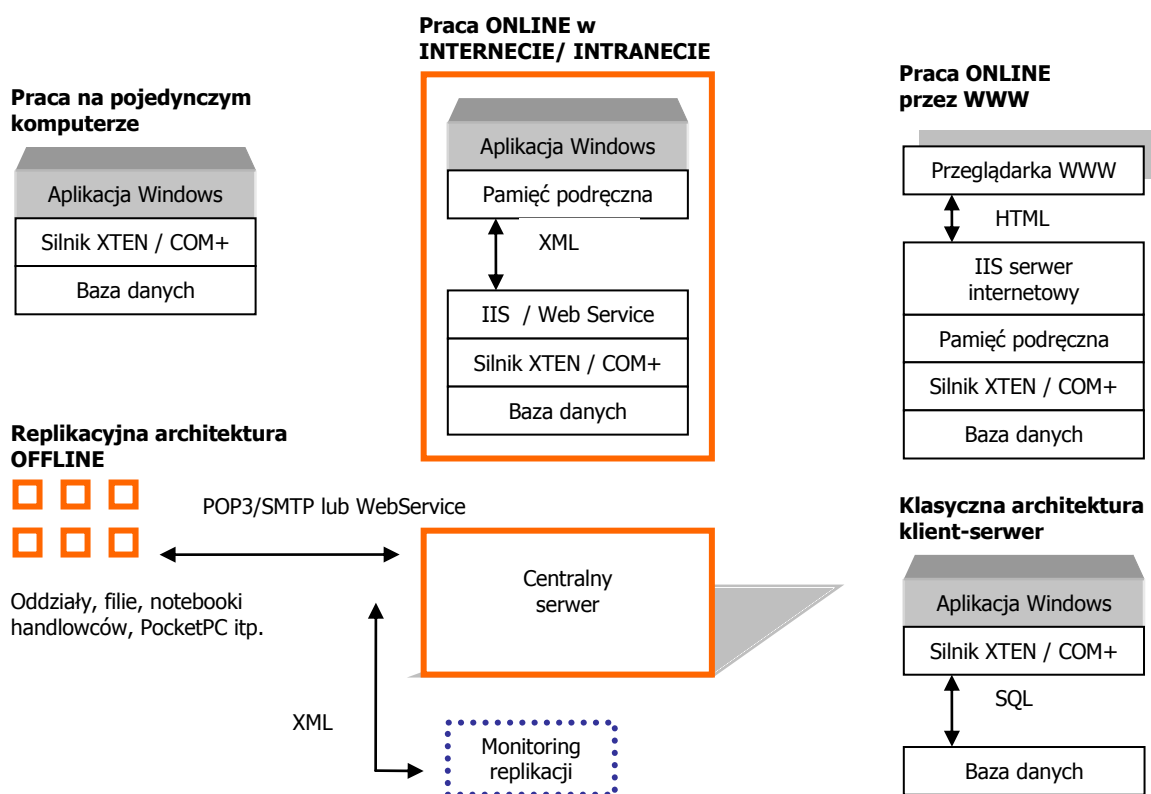 Praca ONLINE w
INTERNECIE/ INTRANECIE
Praca na pojedynczym
komputerze
Aplikacja Windows
Silnik XTEN / COM+
Baza danych
Aplikacja Windows
Pamięć podręczna
XML
IIS / Web Service
Silnik XTEN / COM+
Baza danych
Praca ONLINE
przez WWW
Przeglądarka WWW
HTML
IIS serwer
internetowy
Pamięć podręczna
Silnik XTEN / COM+
Baza danych
Replikacyjna architektura
OFFLINE
POP3/SMTP lub WebService
Oddziały, filie, notebooki
handlowców, PocketPC itp.
Centralny
serwer
XML
Monitoring
replikacji
Klasyczna architektura
klient-serwer
Aplikacja Windows
Silnik XTEN / COM+
SQL
Baza danych